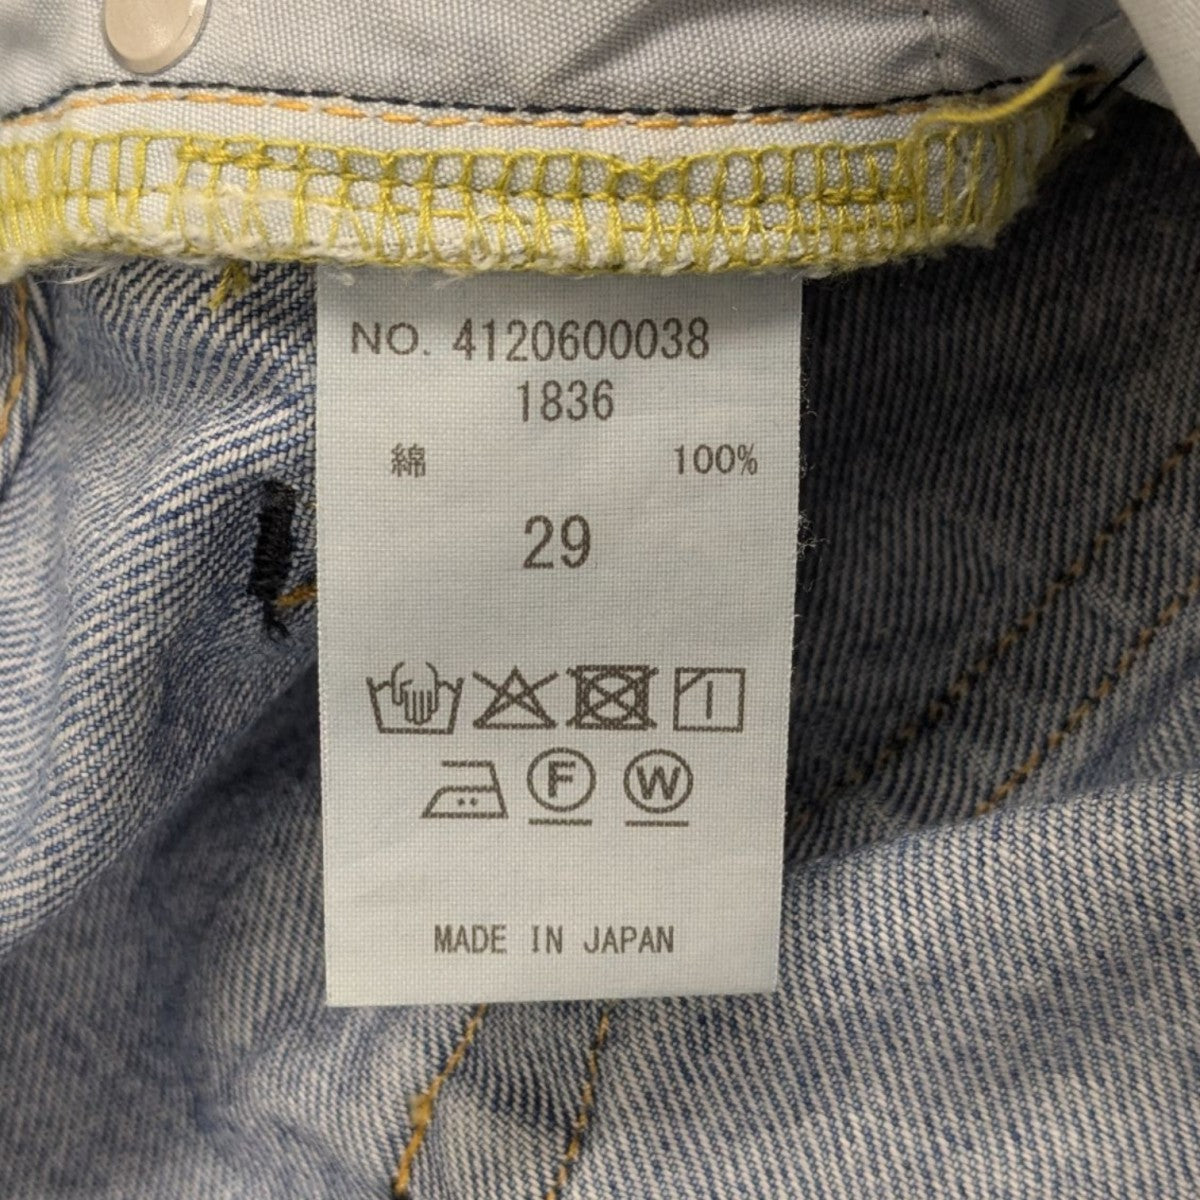 NO. 4120600038
1836
綿 100%
29
F W
MADE IN JAPAN